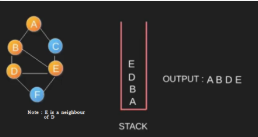 A
B
C
D
E
F
Note : E is a neighbour
of D
E
D
B
A
STACK
OUTPUT : A B D E